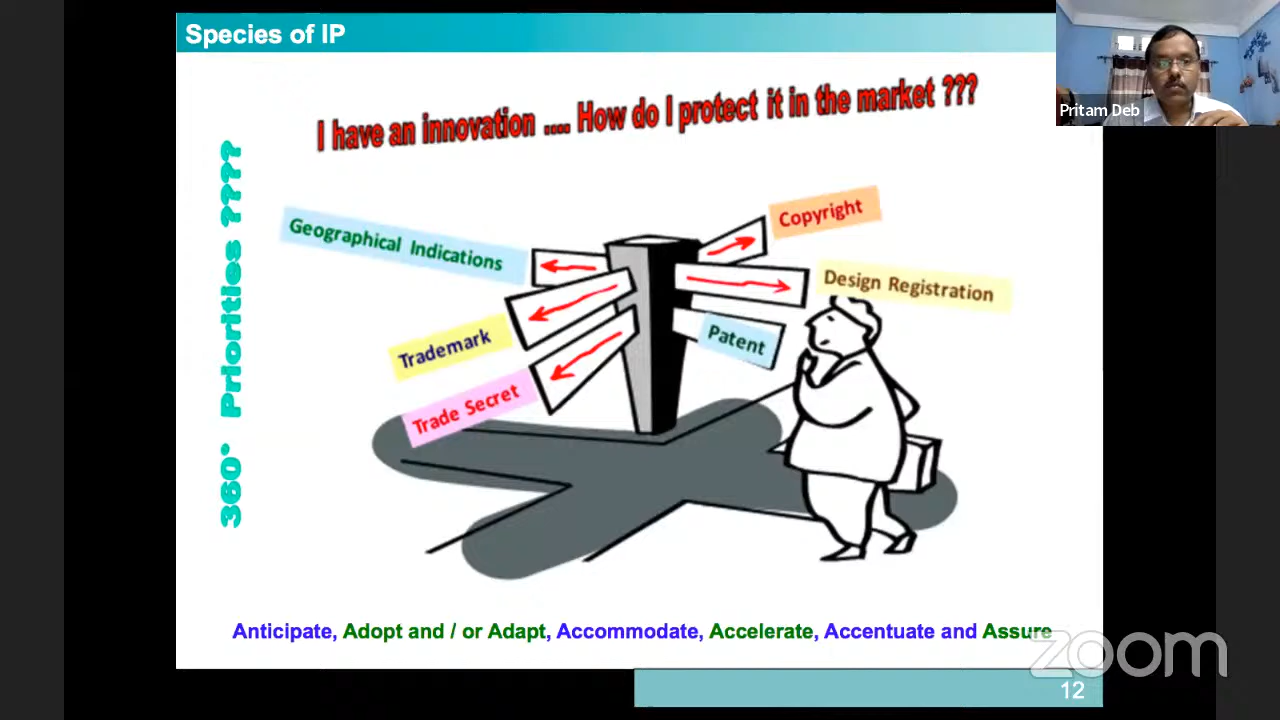 Species of IP
Pritam Deb
I have an innovation .... How do I protect it in the market ???
360° Priorities ????
Geographical Indications
Copyright
Design Registration
Trademark
Patent
Trade Secret
Anticipate, Adopt and / or Adapt, Accommodate, Accelerate, Accentuate and Assure
zoom
12